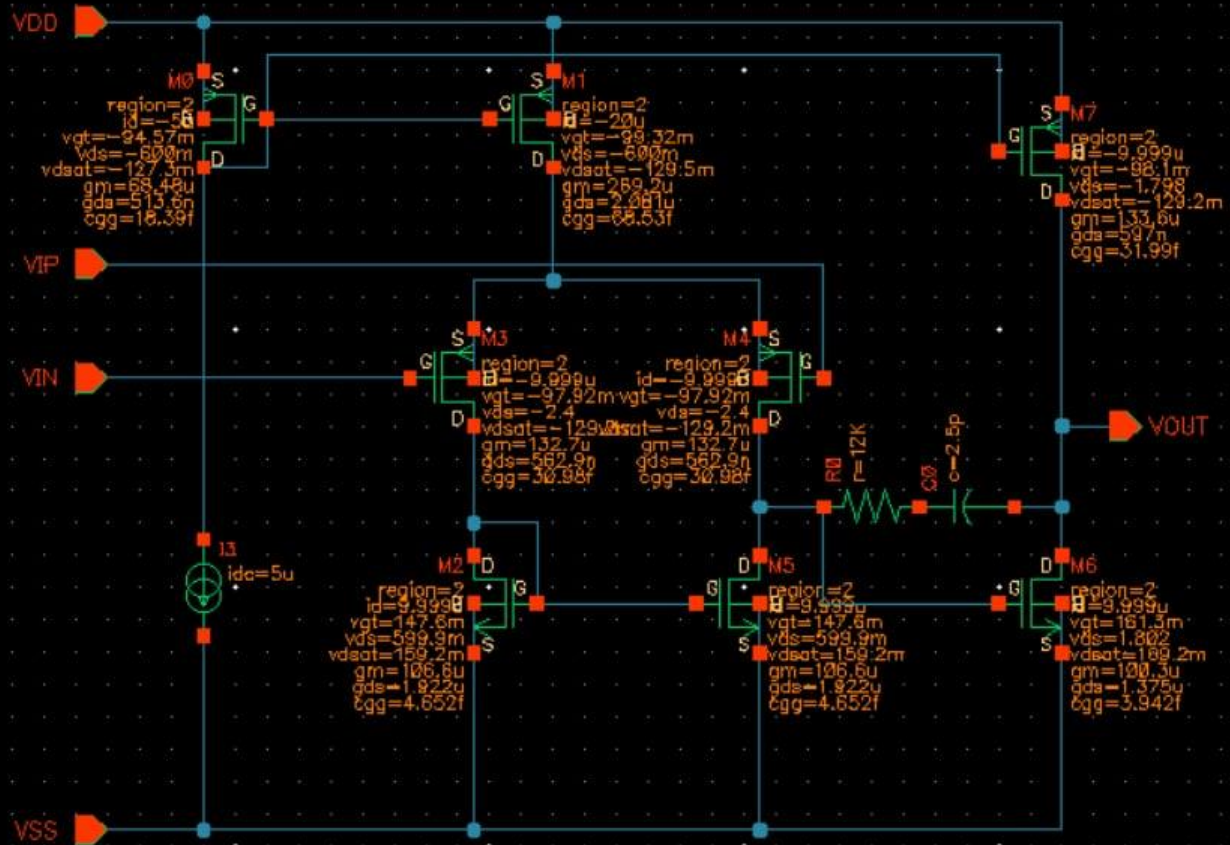 VDD
M0
S
G
D
region=2
vgt=-94.57m
vds=-600m
vdsat=-127.3m
gm=68.48u
gds=513.6n
cgg=18.39f
M1
S
G
D
region=2
id=-20u
vgt=-99.32m
vds=-600m
vdsat=-129.5m
gm=269.2u
gds=2.081u
cgg=68.53f
M7
S
G
D
region=2
id=-9.999u
vgt=-98.1m
vds=-1.798
vdsat=-129.2m
gm=133.6u
gds=597n
cgg=31.99f
VIP
VIN
M3
S
G
D
region=2
id=-9.999u
vgt=-97.92m
vds=-2.4
gm=132.7u
gds=562.9n
cgg=30.98f
M4
S
G
D
region=2
vgt=-97.92m
vds=-2.4
vdsat=-129.2m
gm=132.7u
gds=562.9n
cgg=30.98f
R0
r=12K
C0
c=2.5p
VOUT
I3
idc=5u
M2
D
G
S
region=2
vgt=147.6m
vds=599.9m
vdsat=159.2m
gm=106.6u
gds=1.922u
cgg=4.652f
M5
D
G
S
region=2
id=9.999u
vgt=147.6m
vds=599.9m
vdsat=159.2m
gm=106.6u
gds=1.922u
cgg=4.652f
M6
D
G
S
region=2
id=9.999u
vgt=161.3m
vds=1.802
vdsat=169.2m
gm=100.3u
gds=1.375u
cgg=3.942f
VSS